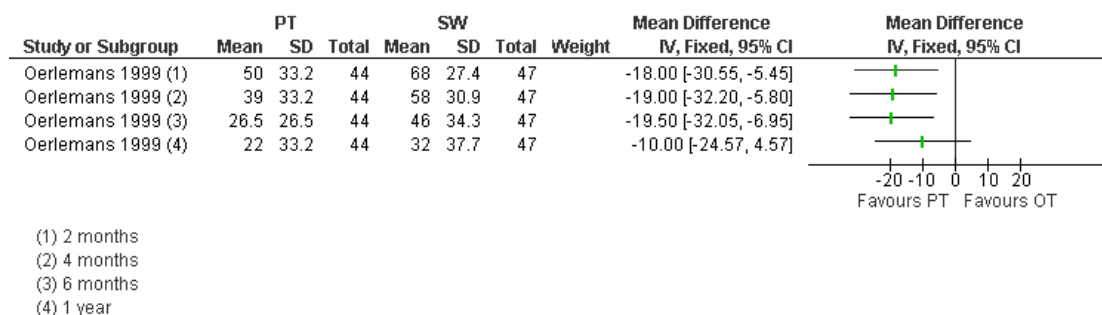 PT SW Mean Difference Mean Difference
Study or Subgroup Mean SD Total Mean SD Total Weight IV, Fixed, 95% CI IV, Fixed, 95% CI
Oerlemans 1999 (1) 50 33.2 44 68 27.4 47 -18.00 [-30.55, -5.45]
Oerlemans 1999 (2) 39 33.2 44 58 30.9 47 -19.00 [-32.20, -5.80]
Oerlemans 1999 (3) 26.5 26.5 44 46 34.3 47 -19.50 [-32.05, -6.95]
Oerlemans 1999 (4) 22 33.2 44 32 37.7 47 -10.00 [-24.57, 4.57]
-20 -10 0 10 20
Favours PT Favours OT
(1) 2 months
(2) 4 months
(3) 6 months
(4) 1 year